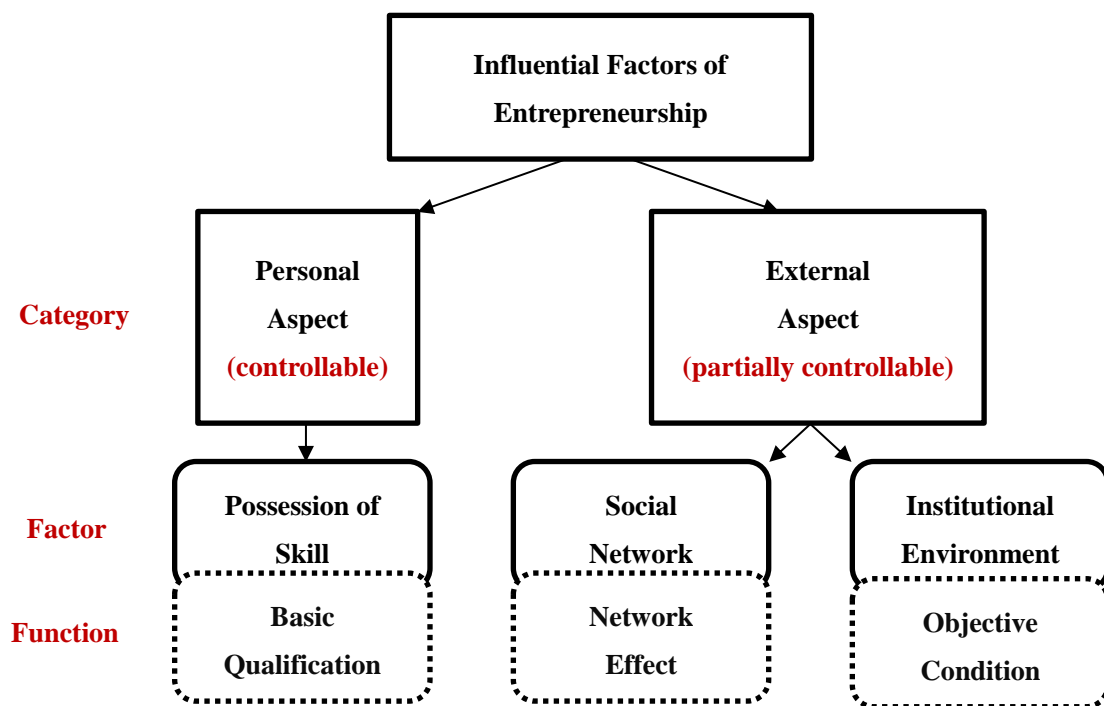 Influential Factors of
Entrepreneurship
Category
Personal
Aspect
(controllable)
External
Aspect
(partially controllable)
Factor
Possession of
Skill
Social
Network
Institutional
Environment
Function
Basic
Qualification
Network
Effect
Objective
Condition